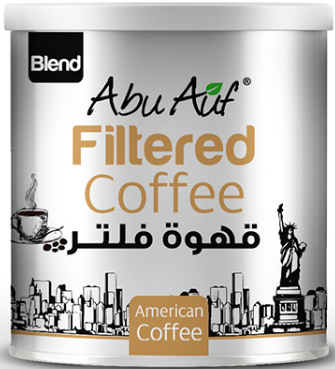 Blend
Abu Auf®
Filtered
Coffee
قهوة فلتر
American
Coffee